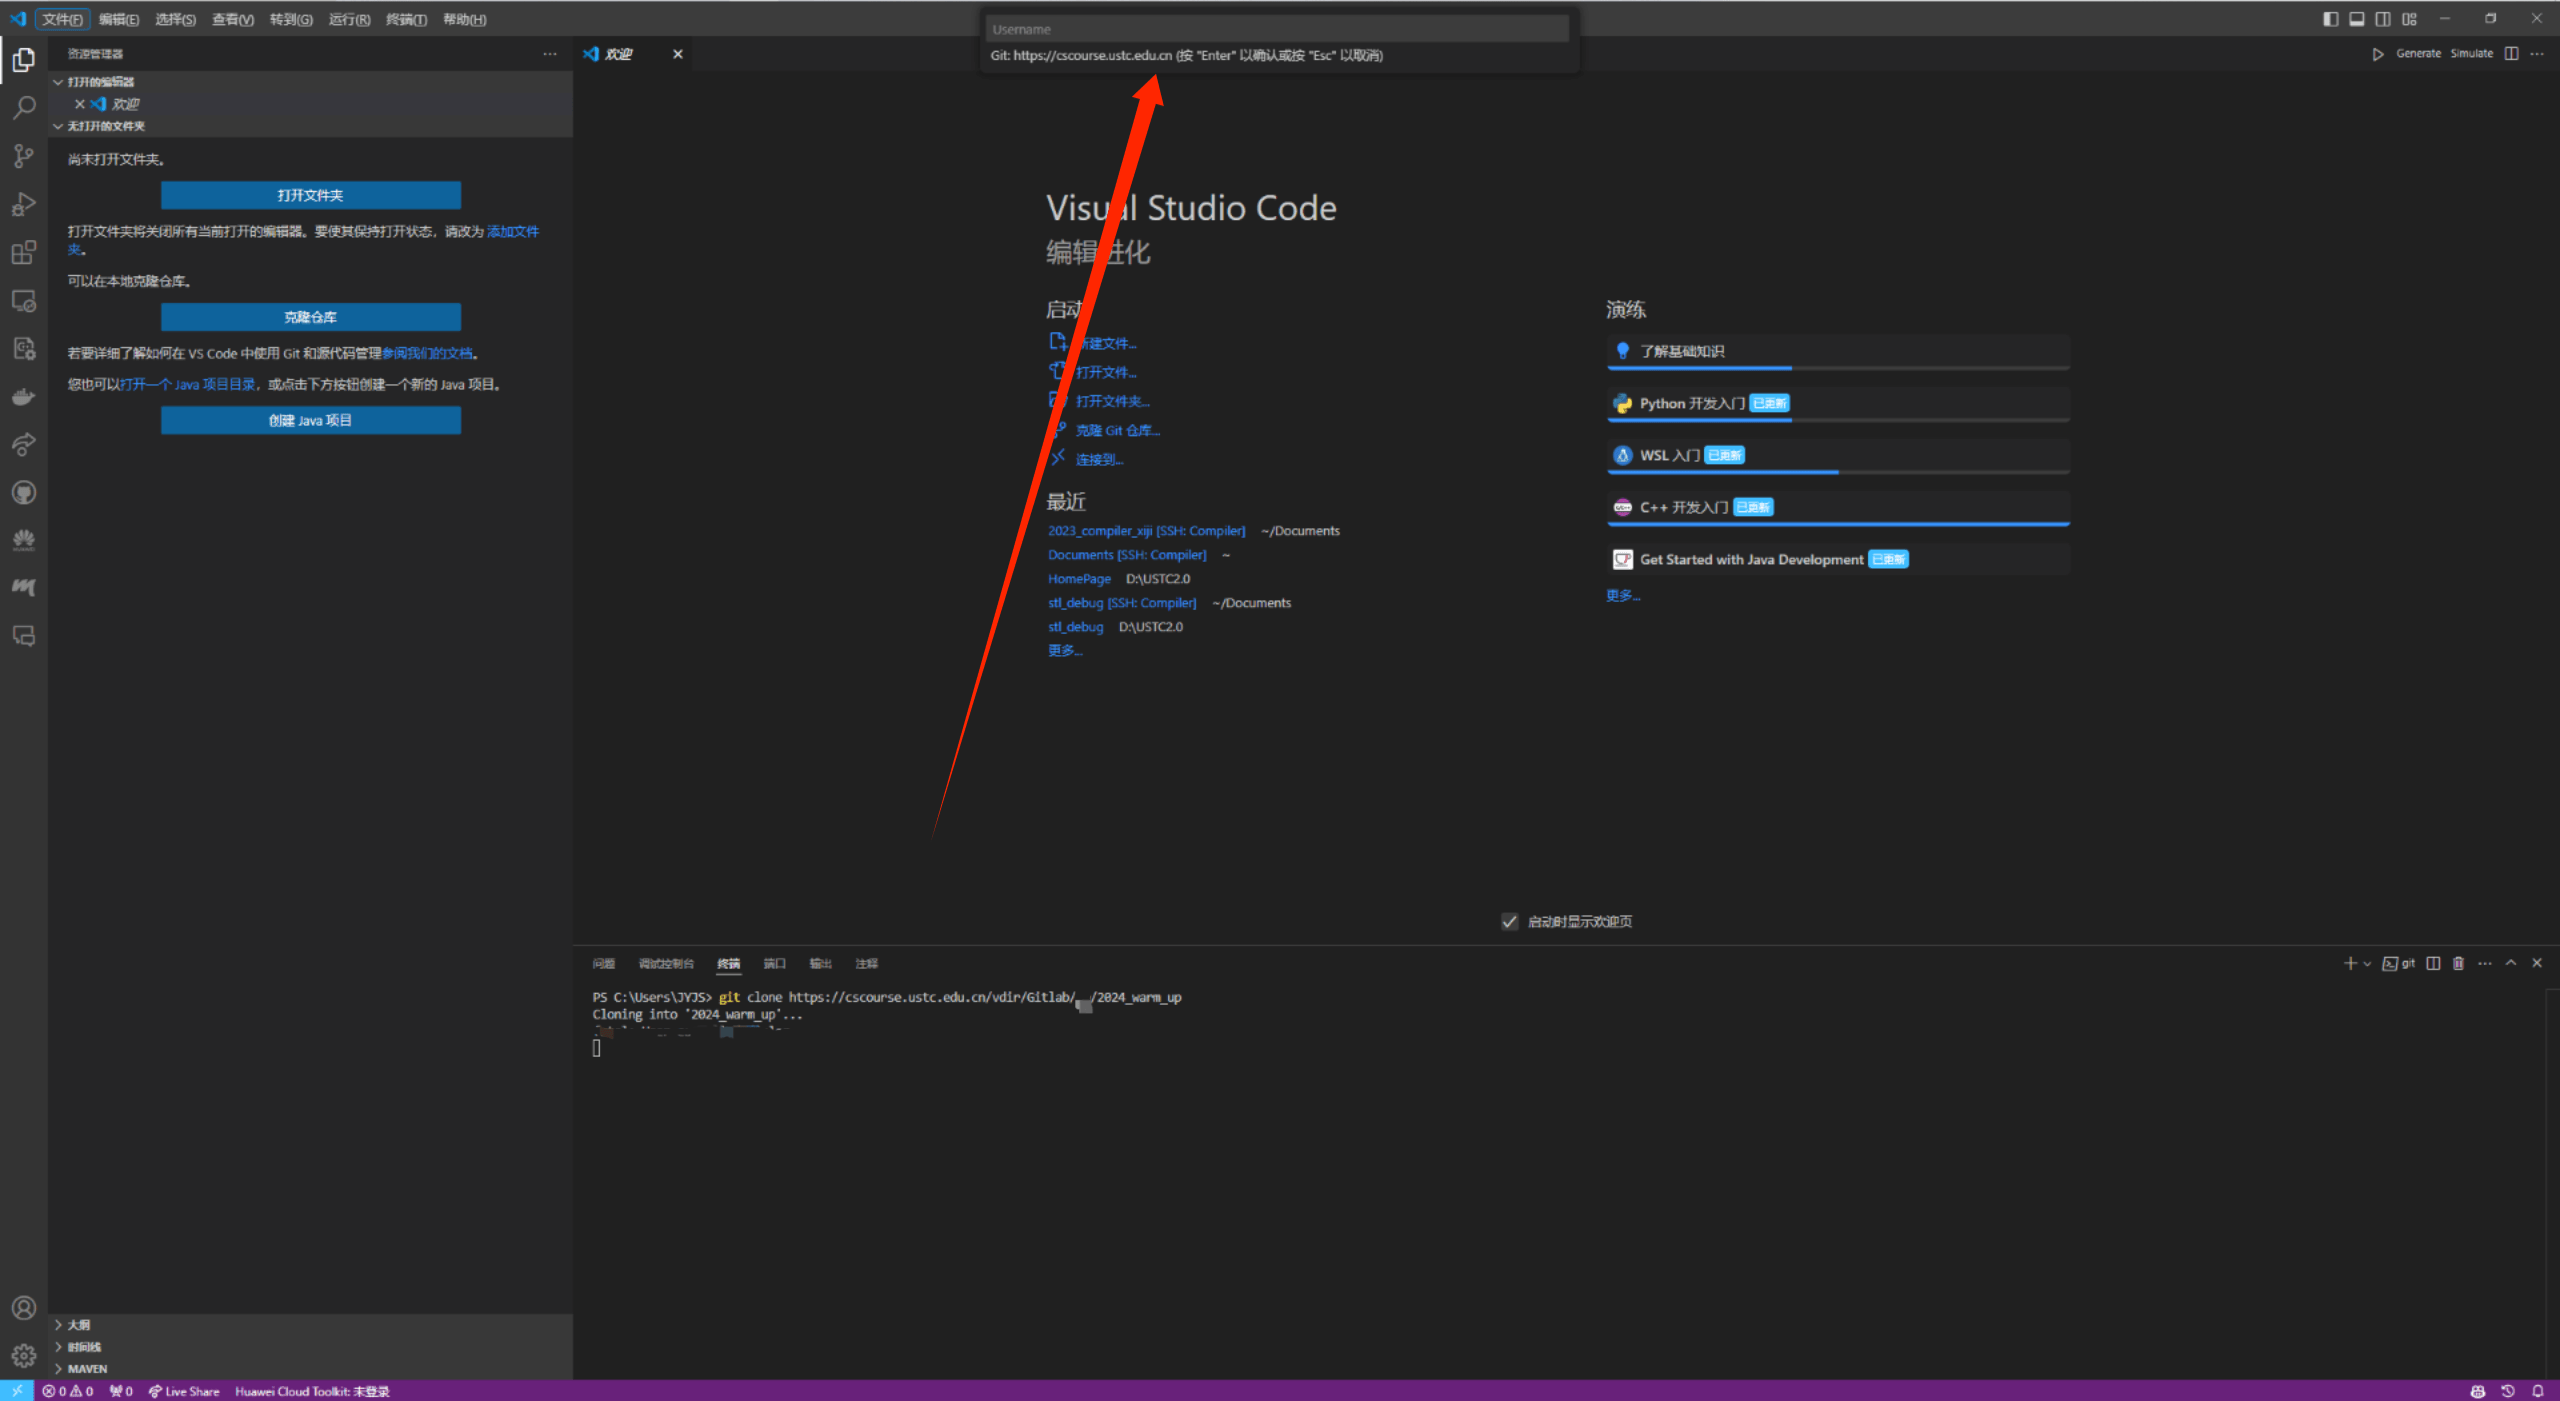 文件(F) 编辑(E) 选择(S) 查看(V) 转到(G) 运行(R) 终端(T) 帮助(H)
Username
Git: https://cscourse.ustc.edu.cn (按 "Enter" 以确认或按 "Esc" 以取消)
资源管理器
欢迎
Generate Simulate
打开的编辑器
欢迎
无打开的文件夹
尚未打开文件夹。
打开文件夹
打开文件夹将关闭所有当前打开的编辑器。要使其保持打开状态，请改为 添加文件
夹。
可以在本地克隆仓库。
克隆仓库
若要详细了解如何在 VS Code 中使用 Git 和源代码管理参阅我们的文档。
您也可以打开一个 Java 项目目录，或点击下方按钮创建一个新的 Java 项目。
创建 Java 项目
Visual Studio Code
编辑进化
启动
新建文件...
打开文件...
打开文件夹...
克隆 Git 仓库...
连接到...
最近
2023_compiler_xiji [SSH: Compiler] ~/Documents
Documents [SSH: Compiler] ~
HomePage D:\USTC2.0
stl_debug [SSH: Compiler] ~/Documents
stl_debug D:\USTC2.0
更多...
演练
了解基础知识
Python 开发入门 已更新
WSL 入门 已更新
C++ 开发入门 已更新
Get Started with Java Development 已更新
更多...
启动时显示欢迎页
问题 调试控制台 终端 端口 输出 注释
git
PS C:\Users\JYJS> git clone https://cscourse.ustc.edu.cn/vdir/Gitlab/ /2024_warm_up
Cloning into '2024_warm_up'...
大纲
时间线
MAVEN
0 0 0 Live Share Huawei Cloud Toolkit: 未登录